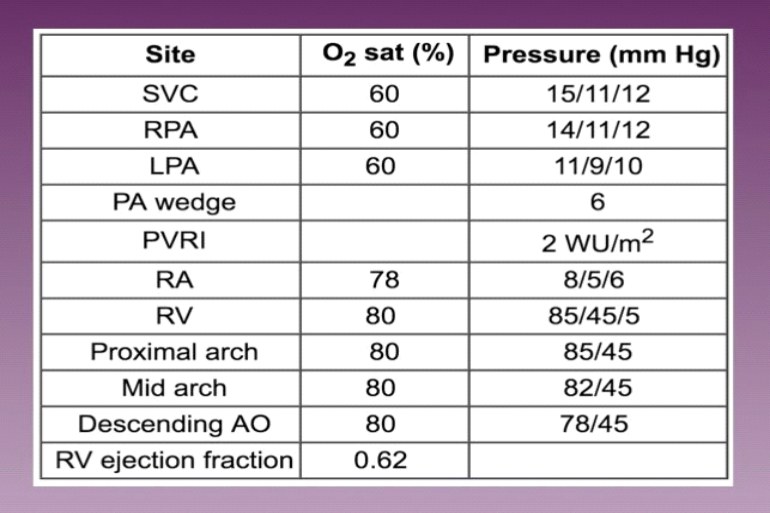 Site O₂ sat (%) Pressure (mm Hg)
SVC 60 15/11/12
RPA 60 14/11/12
LPA 60 11/9/10
PA wedge 6
PVRI 2 WU/m²
RA 78 8/5/6
RV 80 85/45/5
Proximal arch 80 85/45
Mid arch 80 82/45
Descending AO 80 78/45
RV ejection fraction 0.62